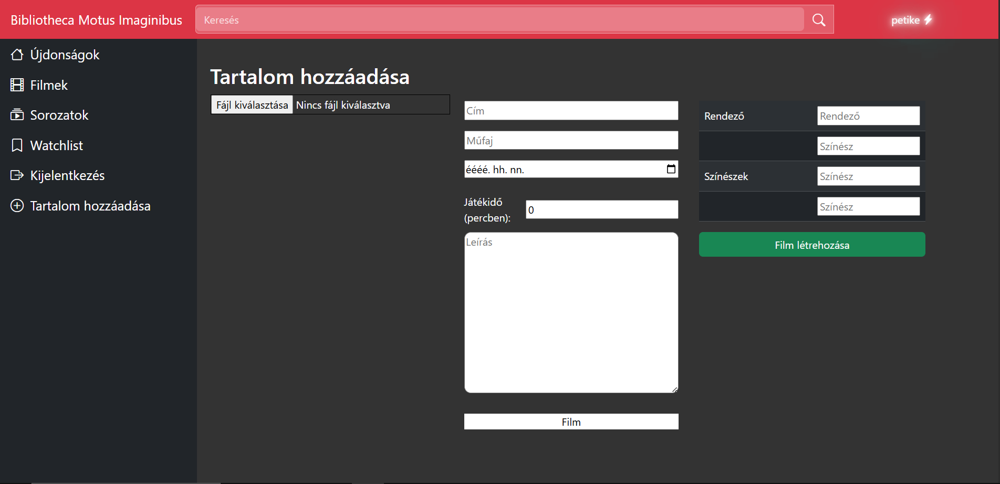 Bibliotheca Motus Imaginibus
Keresés
petike
Újdonságok
Filmek
Sorozatok
Watchlist
Kijelentkezés
Tartalom hozzáadása
Tartalom hozzáadása
Fájl kiválasztása Nincs fájl kiválasztva
Cím
Műfaj
éééé. hh. nn.
Játékidő
(percben):
0
Leírás
Film
Rendező
Rendező
Színész
Színészek
Színész
Színész
Film létrehozása